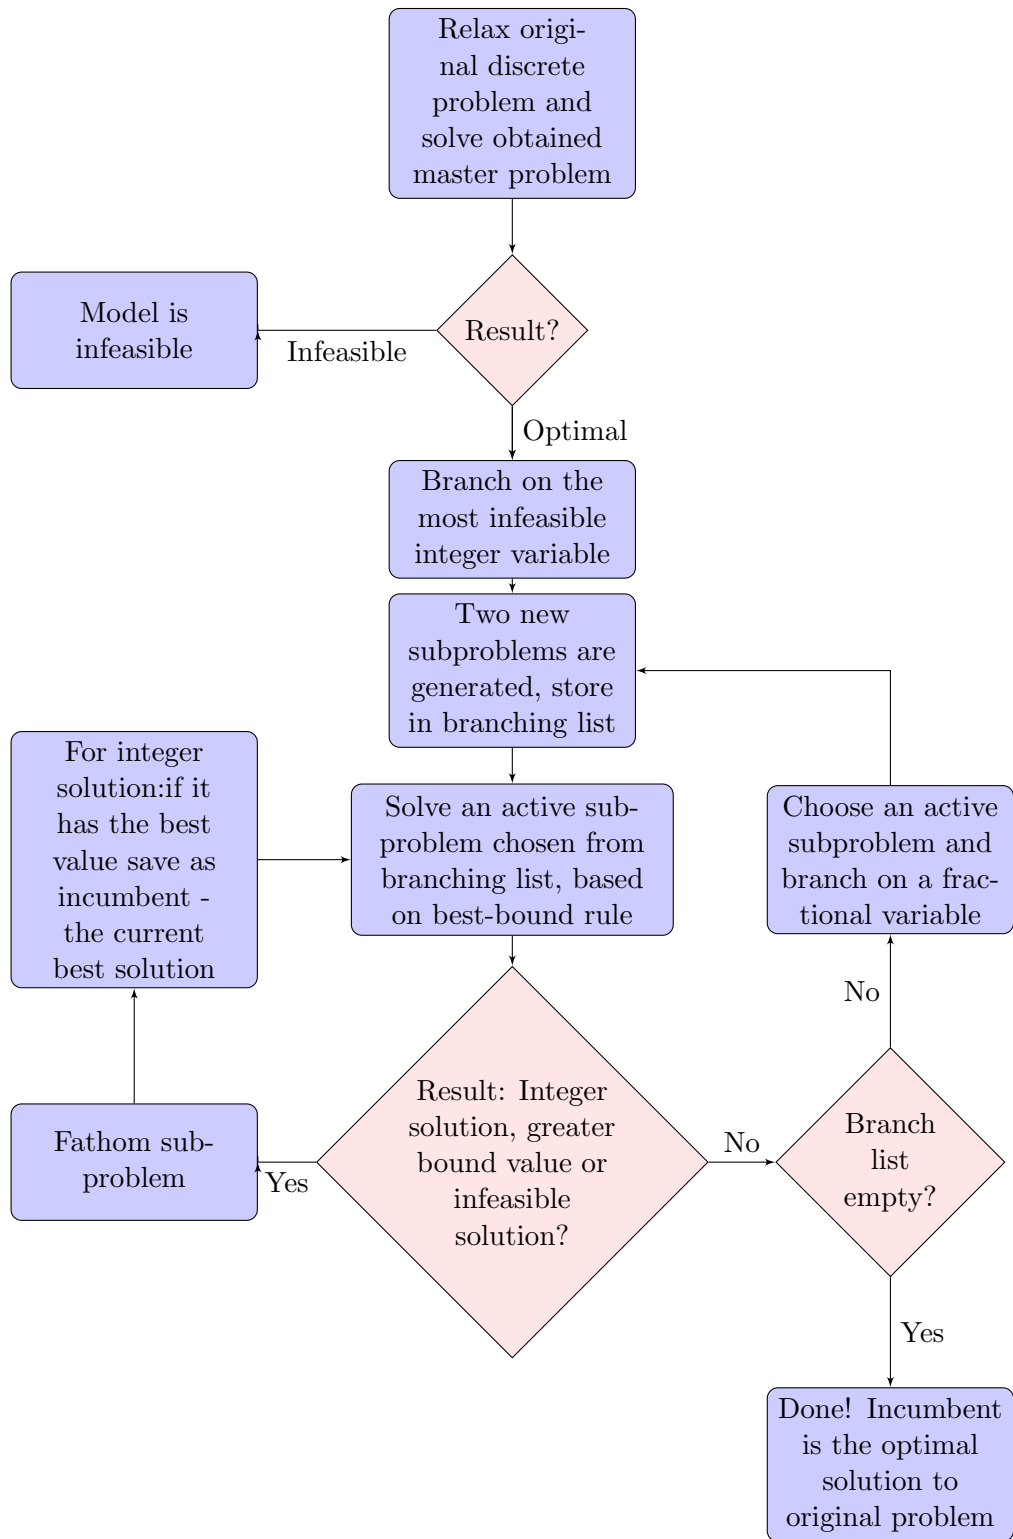 Relax origi-
nal discrete
problem and
solve obtained
master problem
Result?
Infeasible
Model is
infeasible
Optimal
Branch on the
most infeasible
integer variable
Two new
subproblems are
generated, store
in branching list
For integer
solution:if it
has the best
value save as
incumbent -
the current
best solution
Solve an active sub-
problem chosen from
branching list, based
on best-bound rule
Choose an active
subproblem and
branch on a frac-
tional variable
No
Result: Integer
solution, greater
bound value or
infeasible
solution?
Yes
Fathom sub-
problem
No
Branch
list
empty?
Yes
Done! Incumbent
is the optimal
solution to
original problem